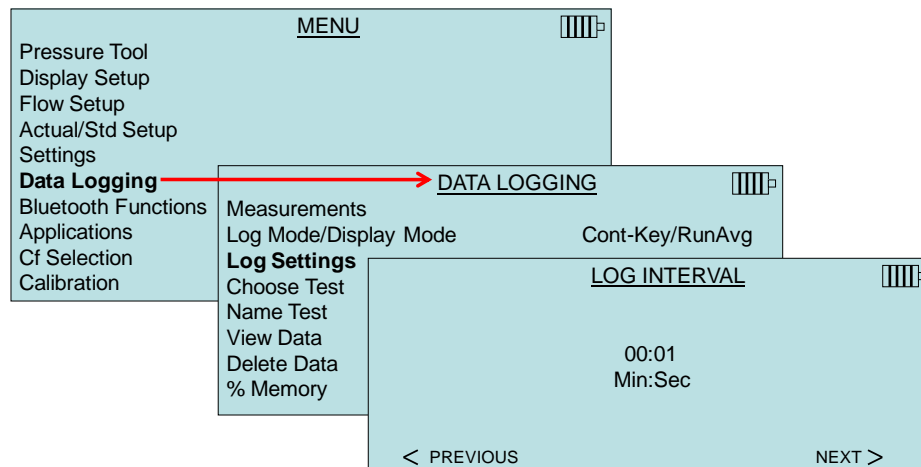 MENU
Pressure Tool
Display Setup
Flow Setup
Actual/Std Setup
Settings
Data Logging
Bluetooth Functions
Applications
Cf Selection
Calibration
DATA LOGGING
Measurements
Log Mode/Display Mode Cont-Key/RunAvg
Log Settings
Choose Test
Name Test
View Data
Delete Data
% Memory
LOG INTERVAL
00:01
Min:Sec
< PREVIOUS NEXT >